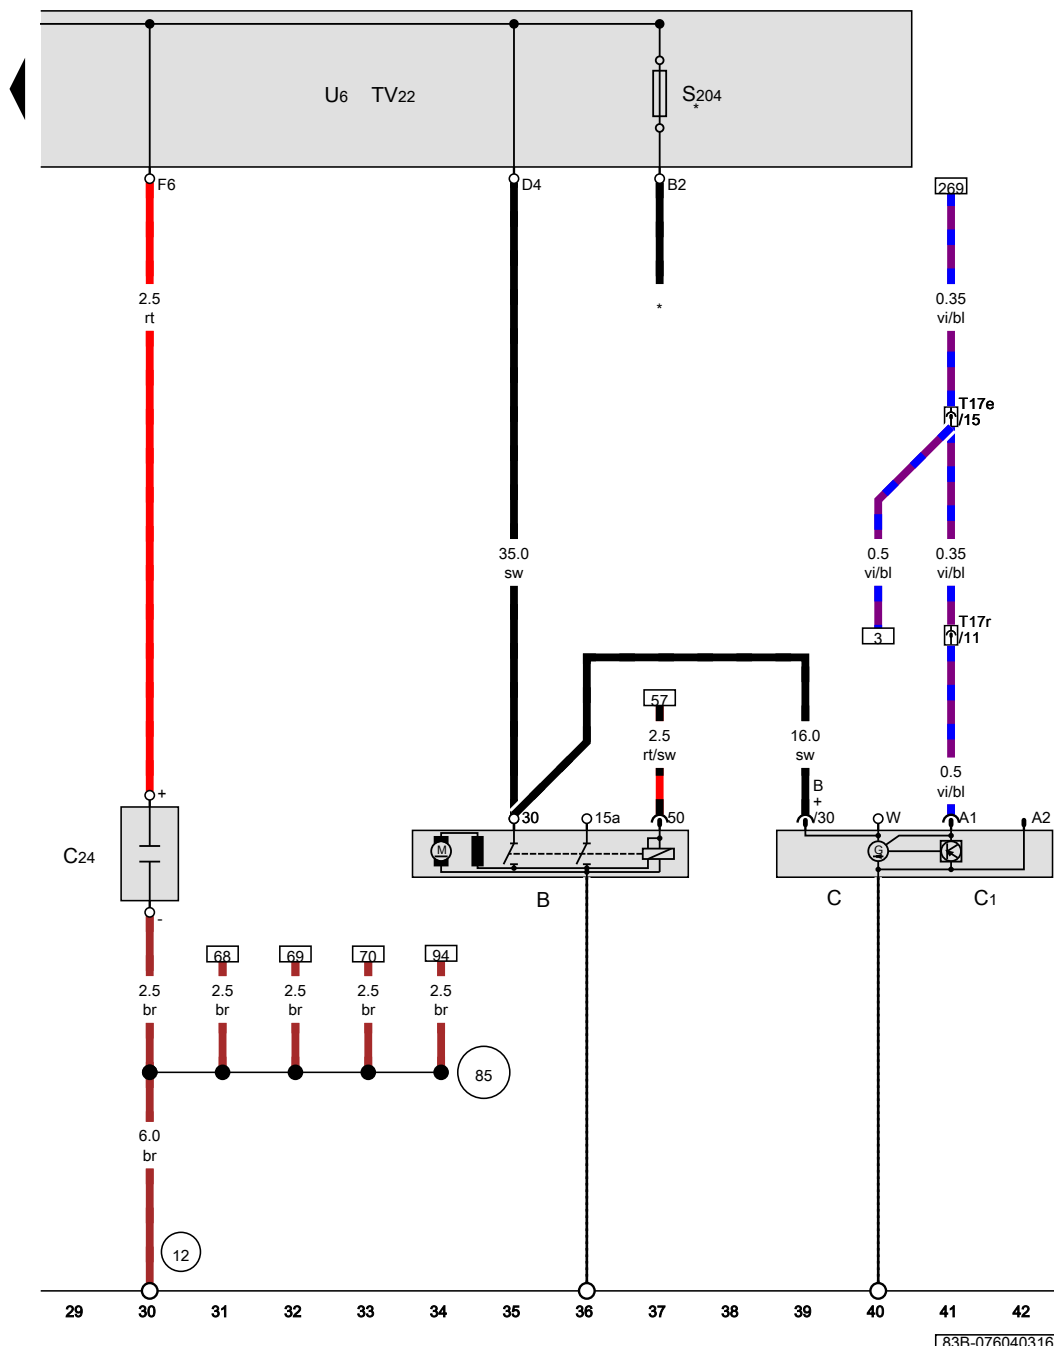 U6 TV22 S204
*
F6 D4 B2
269
2.5
rt
*
0.35
vi/bl
T17e
/15
35.0
sw
0.5
vi/bl
0.35
vi/bl
3
T17r
/11
57
2.5
rt/sw
16.0
sw
0.5
vi/bl
B
+
+
30 15a 50 /30 W A1 A2
M G
C24
B C C1
-
68 69 70 94
2.5
br
2.5
br
2.5
br
2.5
br
2.5
br
85
6.0
br
12
29 30 31 32 33 34 35 36 37 38 39 40 41 42
83B-076040316